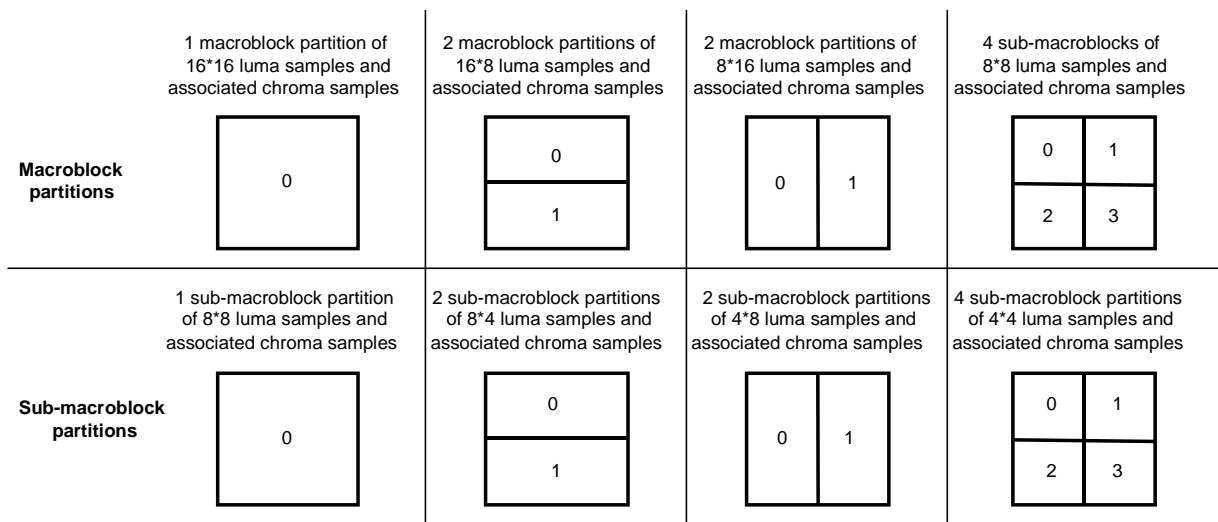 1 macroblock partition of
16*16 luma samples and
associated chroma samples
2 macroblock partitions of
16*8 luma samples and
associated chroma samples
2 macroblock partitions of
8*16 luma samples and
associated chroma samples
4 sub-macroblocks of
8*8 luma samples and
associated chroma samples
Macroblock
partitions
0
0
1
0 1
0 1
2 3
1 sub-macroblock partition
of 8*8 luma samples and
associated chroma samples
2 sub-macroblock partitions
of 8*4 luma samples and
associated chroma samples
2 sub-macroblock partitions
of 4*8 luma samples and
associated chroma samples
4 sub-macroblock partitions
of 4*4 luma samples and
associated chroma samples
Sub-macroblock
partitions
0
0
1
0 1
0 1
2 3